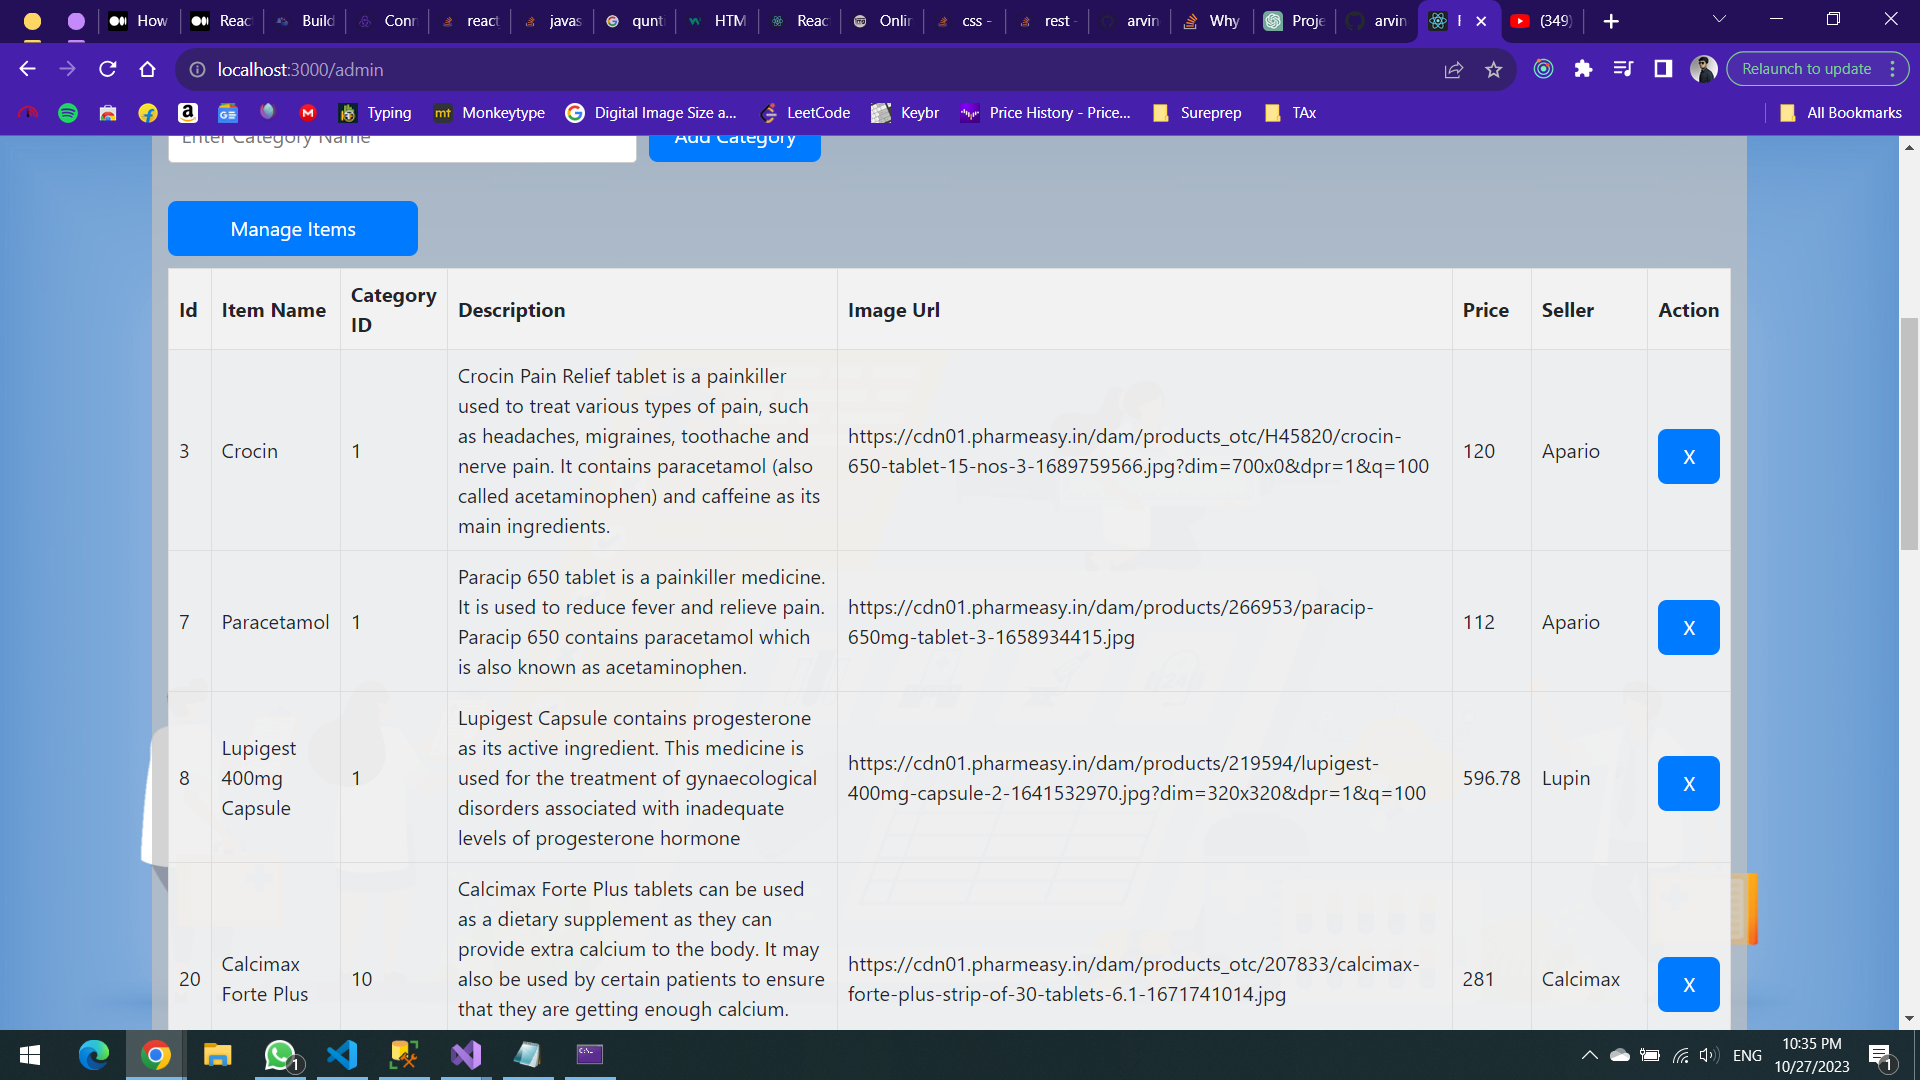 How
Reac
Build
Conn
react
javas
qunti
HTM
Reac
Onlin
css -
rest -
arvin
Why
Proje
arvin
(349)
localhost:3000/admin
Relaunch to update
Typing
mt
Monkeytype
Digital Image Size a...
LeetCode
Keybr
Price History - Price...
Sureprep
TAx
All Bookmarks
Enter Category Name
Add Category
Manage Items
Id
Item Name
Category
ID
Description
Image Url
Price
Seller
Action
3
Crocin
1
Crocin Pain Relief tablet is a painkiller
used to treat various types of pain, such
as headaches, migraines, toothache and
nerve pain. It contains paracetamol (also
called acetaminophen) and caffeine as its
main ingredients.
https://cdn01.pharmeasy.in/dam/products_otc/H45820/crocin-
650-tablet-15-nos-3-1689759566.jpg?dim=700x0&dpr=1&q=100
120
Apario
X
7
Paracetamol
1
Paracip 650 tablet is a painkiller medicine.
It is used to reduce fever and relieve pain.
Paracip 650 contains paracetamol which
is also known as acetaminophen.
https://cdn01.pharmeasy.in/dam/products/266953/paracip-
650mg-tablet-3-1658934415.jpg
112
Apario
X
8
Lupigest
400mg
Capsule
1
Lupigest Capsule contains progesterone
as its active ingredient. This medicine is
used for the treatment of gynaecological
disorders associated with inadequate
levels of progesterone hormone
https://cdn01.pharmeasy.in/dam/products/219594/lupigest-
400mg-capsule-2-1641532970.jpg?dim=320x320&dpr=1&q=100
596.78
Lupin
X
20
Calcimax
Forte Plus
10
Calcimax Forte Plus tablets can be used
as a dietary supplement as they can
provide extra calcium to the body. It may
also be used by certain patients to ensure
that they are getting enough calcium.
https://cdn01.pharmeasy.in/dam/products_otc/207833/calcimax-
forte-plus-strip-of-30-tablets-6.1-1671741014.jpg
281
Calcimax
X
1
ENG
10:35 PM
10/27/2023
1